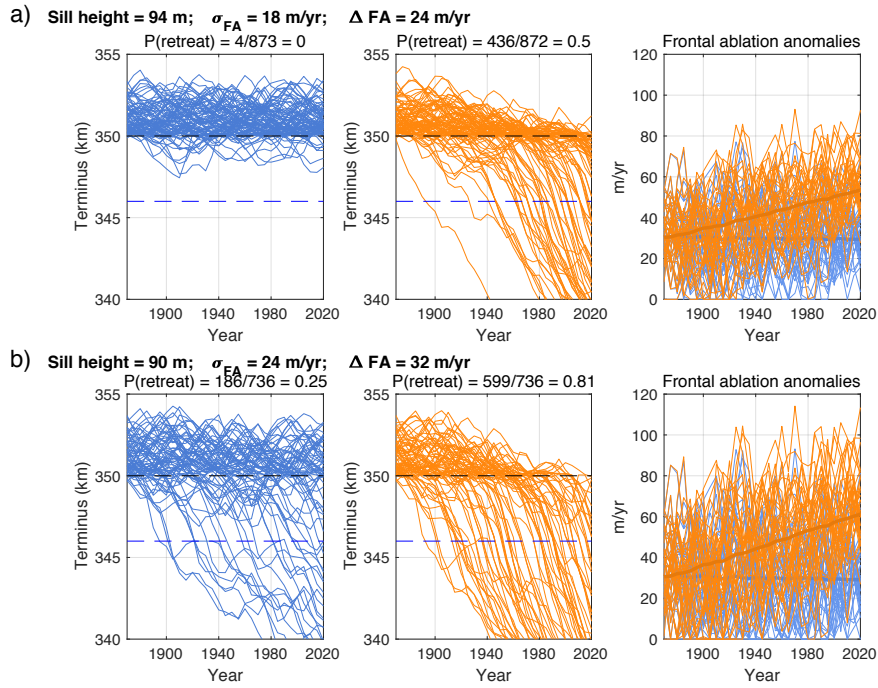 a) Sill height = 94 m; σFA = 18 m/yr; Δ FA = 24 m/yr
P(retreat) = 4/873 = 0
P(retreat) = 436/872 = 0.5
Frontal ablation anomalies
355
350
345
340
Terminus (km)
1900
1940
1980
2020
Year
355
350
345
340
Terminus (km)
1900
1940
1980
2020
Year
120
100
80
60
40
20
0
m/yr
1900
1940
1980
2020
Year
b) Sill height = 90 m; σFA = 24 m/yr; Δ FA = 32 m/yr
P(retreat) = 186/736 = 0.25
P(retreat) = 599/736 = 0.81
Frontal ablation anomalies
355
350
345
340
Terminus (km)
1900
1940
1980
2020
Year
355
350
345
340
Terminus (km)
1900
1940
1980
2020
Year
120
100
80
60
40
20
0
m/yr
1900
1940
1980
2020
Year